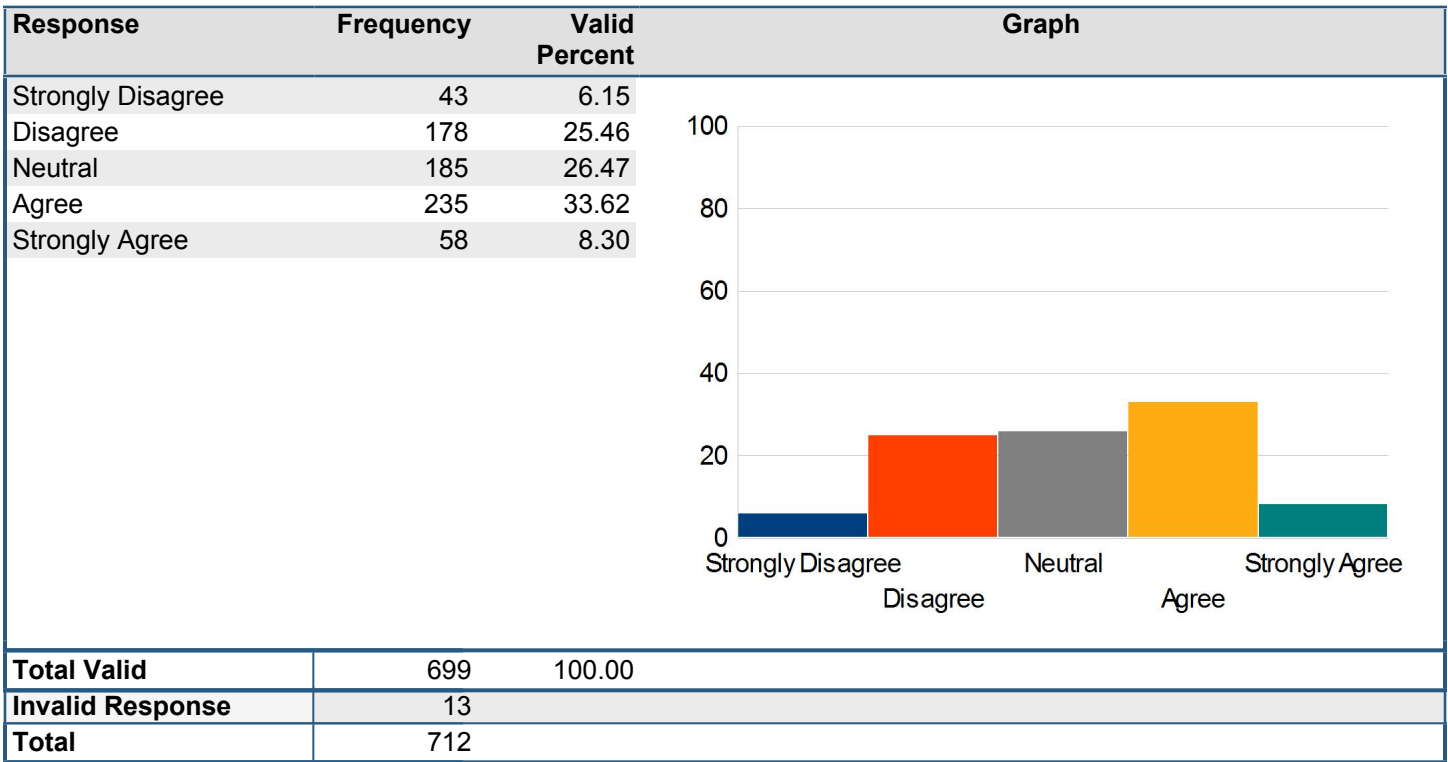 Response Frequency Valid Percent Graph
Strongly Disagree 43 6.15
Disagree 178 25.46
Neutral 185 26.47
Agree 235 33.62
Strongly Agree 58 8.30
100
80
60
40
20
0
Strongly Disagree Neutral Strongly Agree
Disagree Agree
Total Valid 699 100.00
Invalid Response 13
Total 712